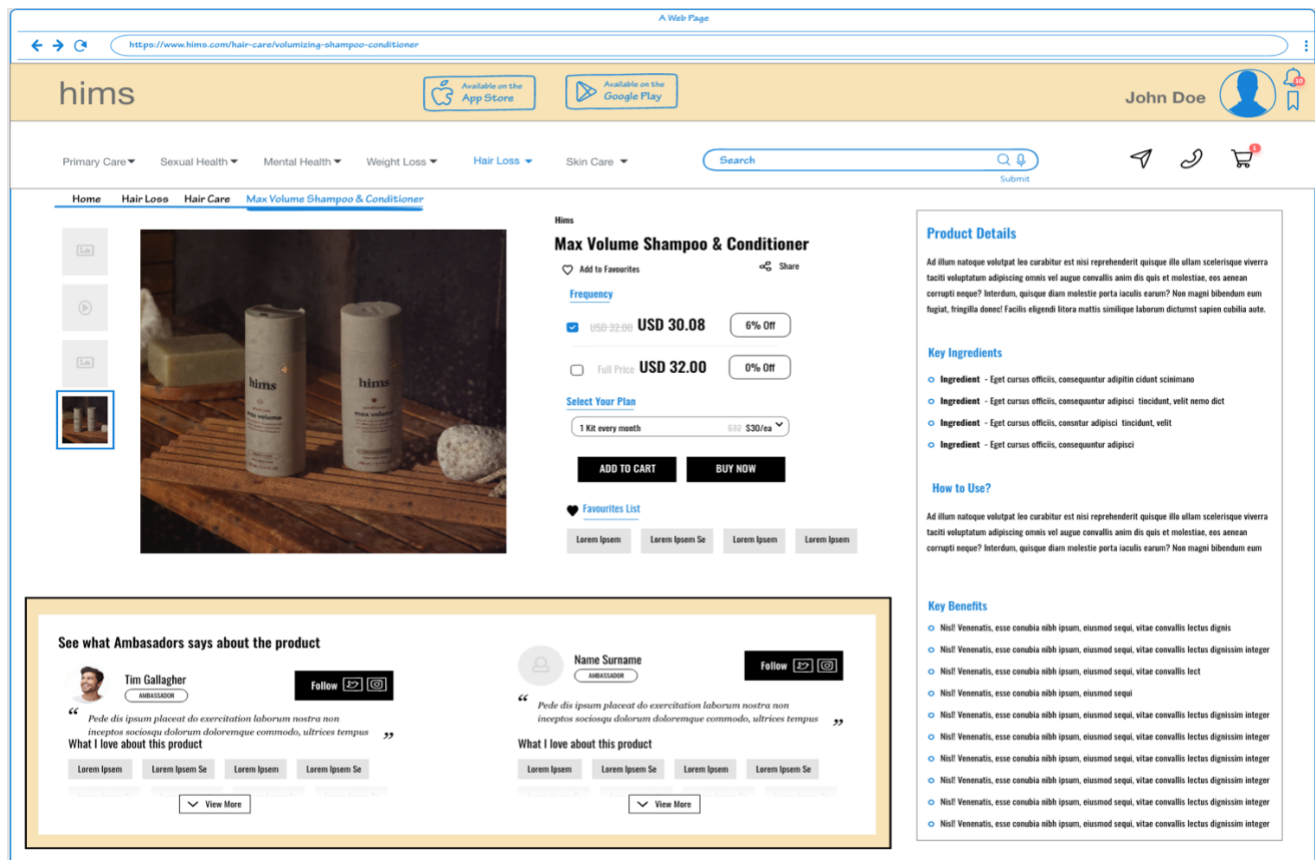 A Web Page
https://www.hims.com/hair-care/volumizing-shampoo-conditioner
hims
Available on the
App Store
Available on the
Google Play
John Doe
10
Primary Care
Sexual Health
Mental Health
Weight Loss
Hair Loss
Skin Care
Search
Submit
1
Home
Hair Loss
Hair Care
Max Volume Shampoo & Conditioner
hims
max volume
hims
max volume
Hims
Max Volume Shampoo & Conditioner
Add to Favourites
Share
Frequency
USD 32.00 USD 30.08
6% Off
Full Price USD 32.00
0% Off
Select Your Plan
1 Kit every month
$32 $30/ea
ADD TO CART
BUY NOW
Favourites List
Lorem Ipsem
Lorem Ipsem Se
Lorem Ipsem
Lorem Ipsem
Product Details
Ad illum natoque volutpat leo curabitur est nisi reprehenderit quisque illo ullam scelerisque viverra
taciti voluptatum adipiscing omnis vel augue convallis anim dis quis et molestiae, eos aenean
corrupti neque? Interdum, quisque diam molestie porta iaculis earum? Non magni bibendum eum
fugiat, fringilla donec! Facilis eligendi litora mattis similique laborum dictumst sapien cubilia aute.
Key Ingredients
Ingredient - Eget cursus officiis, consequuntur adipitin cidunt scinimano
Ingredient - Eget cursus officiis, consequuntur adipisci tincidunt, velit nemo dict
Ingredient - Eget cursus officiis, consntur adipisci tincidunt, velit
Ingredient - Eget cursus officiis, consequuntur adipisci
How to Use?
Ad illum natoque volutpat leo curabitur est nisi reprehenderit quisque illo ullam scelerisque viverra
taciti voluptatum adipiscing omnis vel augue convallis anim dis quis et molestiae, eos aenean
corrupti neque? Interdum, quisque diam molestie porta iaculis earum? Non magni bibendum eum
Key Benefits
Nisl! Venenatis, esse conubia nibh ipsum, eiusmod sequi, vitae convallis lectus dignis
Nisl! Venenatis, esse conubia nibh ipsum, eiusmod sequi, vitae convallis lectus dignissim integer
Nisl! Venenatis, esse conubia nibh ipsum, eiusmod sequi, vitae convallis lect
Nisl! Venenatis, esse conubia nibh ipsum, eiusmod sequi
Nisl! Venenatis, esse conubia nibh ipsum, eiusmod sequi, vitae convallis lectus dignissim integer
Nisl! Venenatis, esse conubia nibh ipsum, eiusmod sequi, vitae convallis lectus dignissim integer
Nisl! Venenatis, esse conubia nibh ipsum, eiusmod sequi, vitae convallis lectus dignissim integer
Nisl! Venenatis, esse conubia nibh ipsum, eiusmod sequi, vitae convallis lectus dignissim integer
Nisl! Venenatis, esse conubia nibh ipsum, eiusmod sequi, vitae convallis lectus dignissim integer
Nisl! Venenatis, esse conubia nibh ipsum, eiusmod sequi, vitae convallis lectus dignissim integer
See what Ambasadors says about the product
Tim Gallagher
AMBASSADOR
Follow
“ Pede dis ipsum placeat do exercitation laborum nostra non
inceptos sociosqu dolorum doloremque commodo, ultrices tempus ”
What I love about this product
Lorem Ipsem
Lorem Ipsem Se
Lorem Ipsem
Lorem Ipsem Se
View More
Name Surname
AMBASSADOR
Follow
“ Pede dis ipsum placeat do exercitation laborum nostra non
inceptos sociosqu dolorum doloremque commodo, ultrices tempus ”
What I love about this product
Lorem Ipsem
Lorem Ipsem Se
Lorem Ipsem
Lorem Ipsem Se
View More